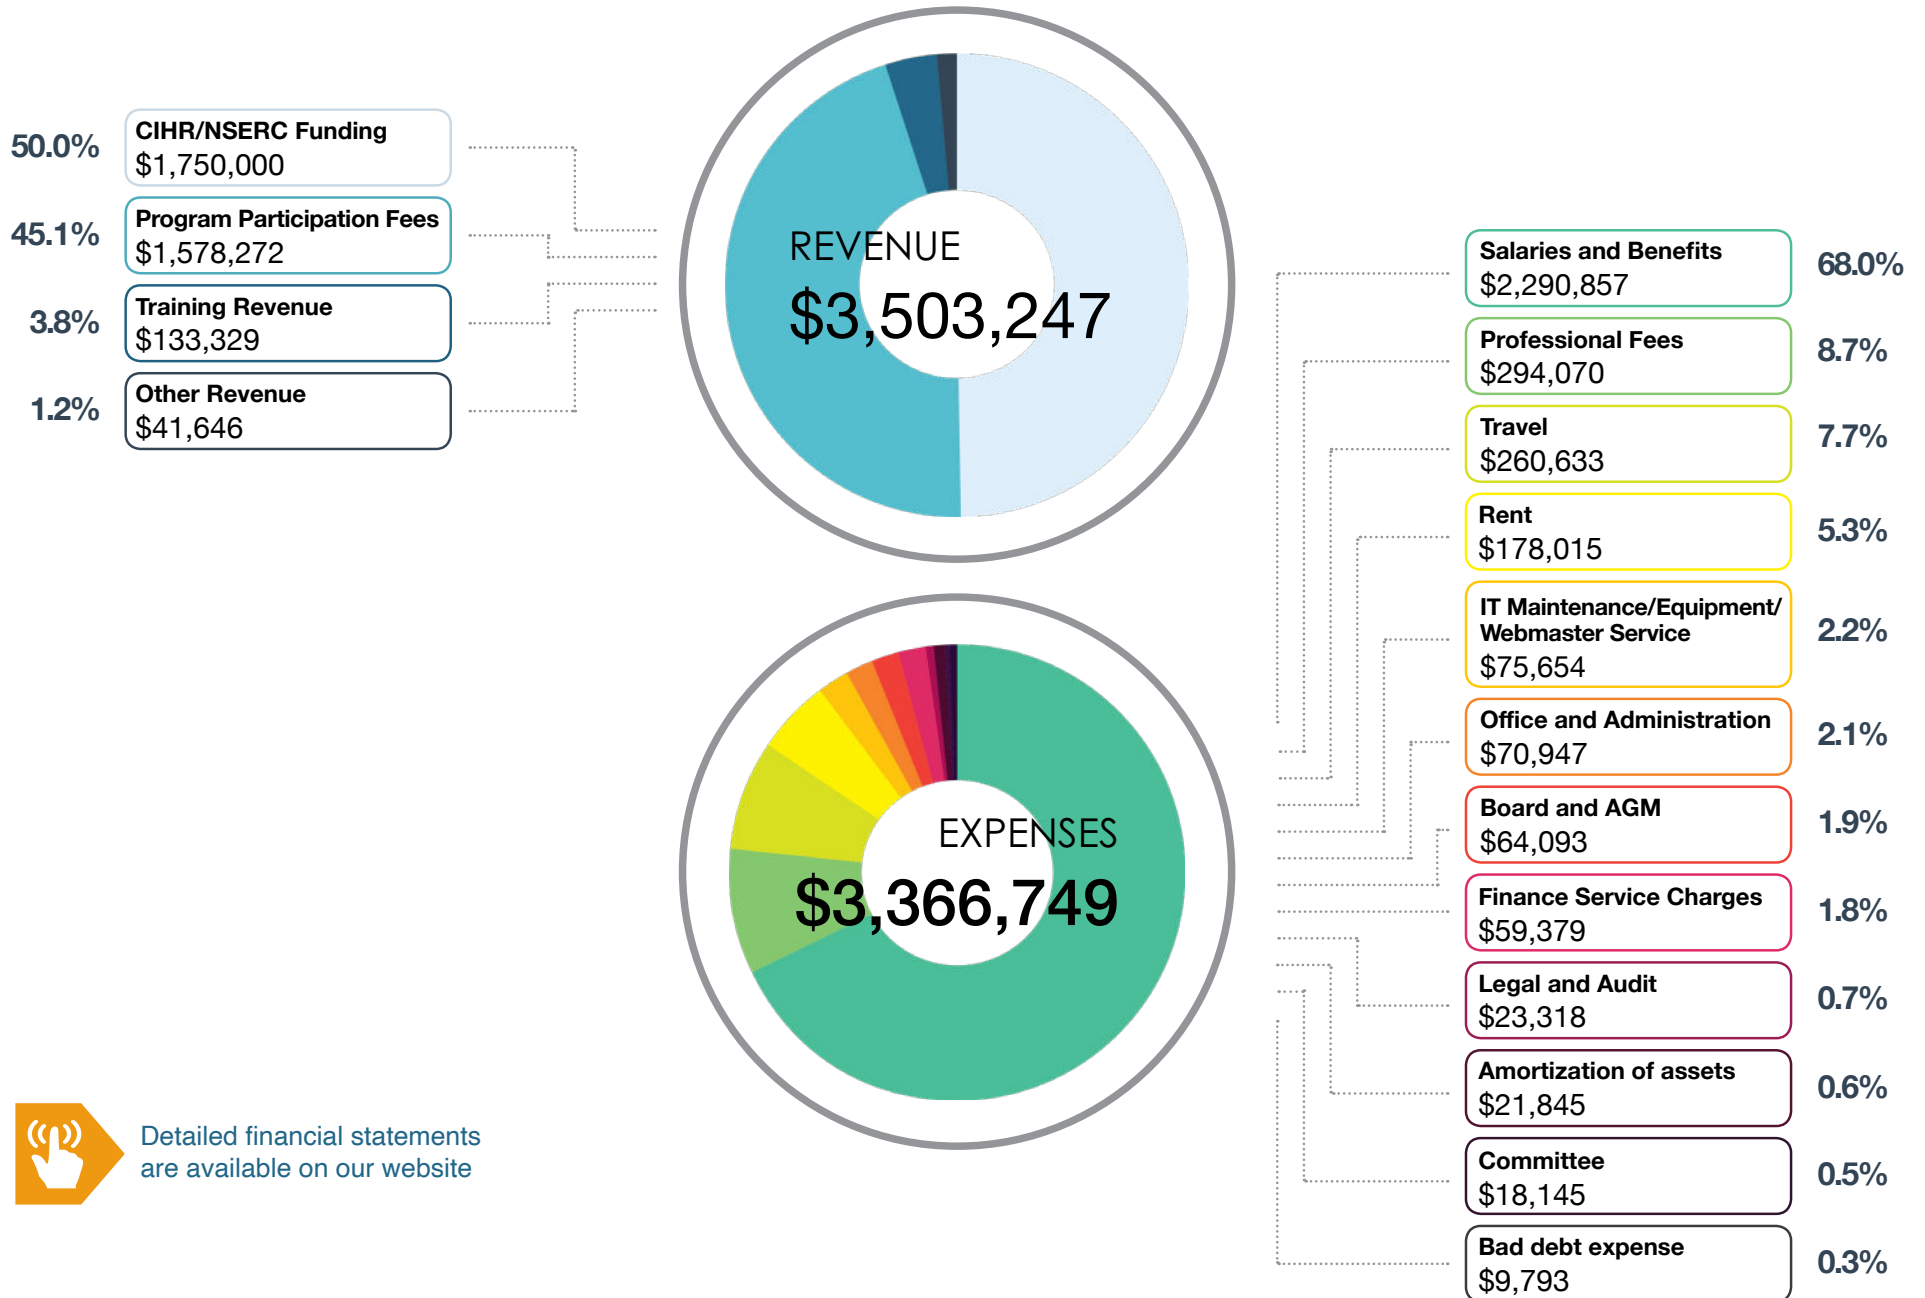 50.0%
CIHR/NSERC Funding
$1,750,000
45.1%
Program Participation Fees
$1,578,272
3.8%
Training Revenue
$133,329
1.2%
Other Revenue
$41,646
REVENUE
$3,503,247
EXPENSES
$3,366,749
Salaries and Benefits
$2,290,857
68.0%
Professional Fees
$294,070
8.7%
Travel
$260,633
7.7%
Rent
$178,015
5.3%
IT Maintenance/Equipment/
Webmaster Service
$75,654
2.2%
Office and Administration
$70,947
2.1%
Board and AGM
$64,093
1.9%
Finance Service Charges
$59,379
1.8%
Legal and Audit
$23,318
0.7%
Amortization of assets
$21,845
0.6%
Committee
$18,145
0.5%
Bad debt expense
$9,793
0.3%
Detailed financial statements
are available on our website